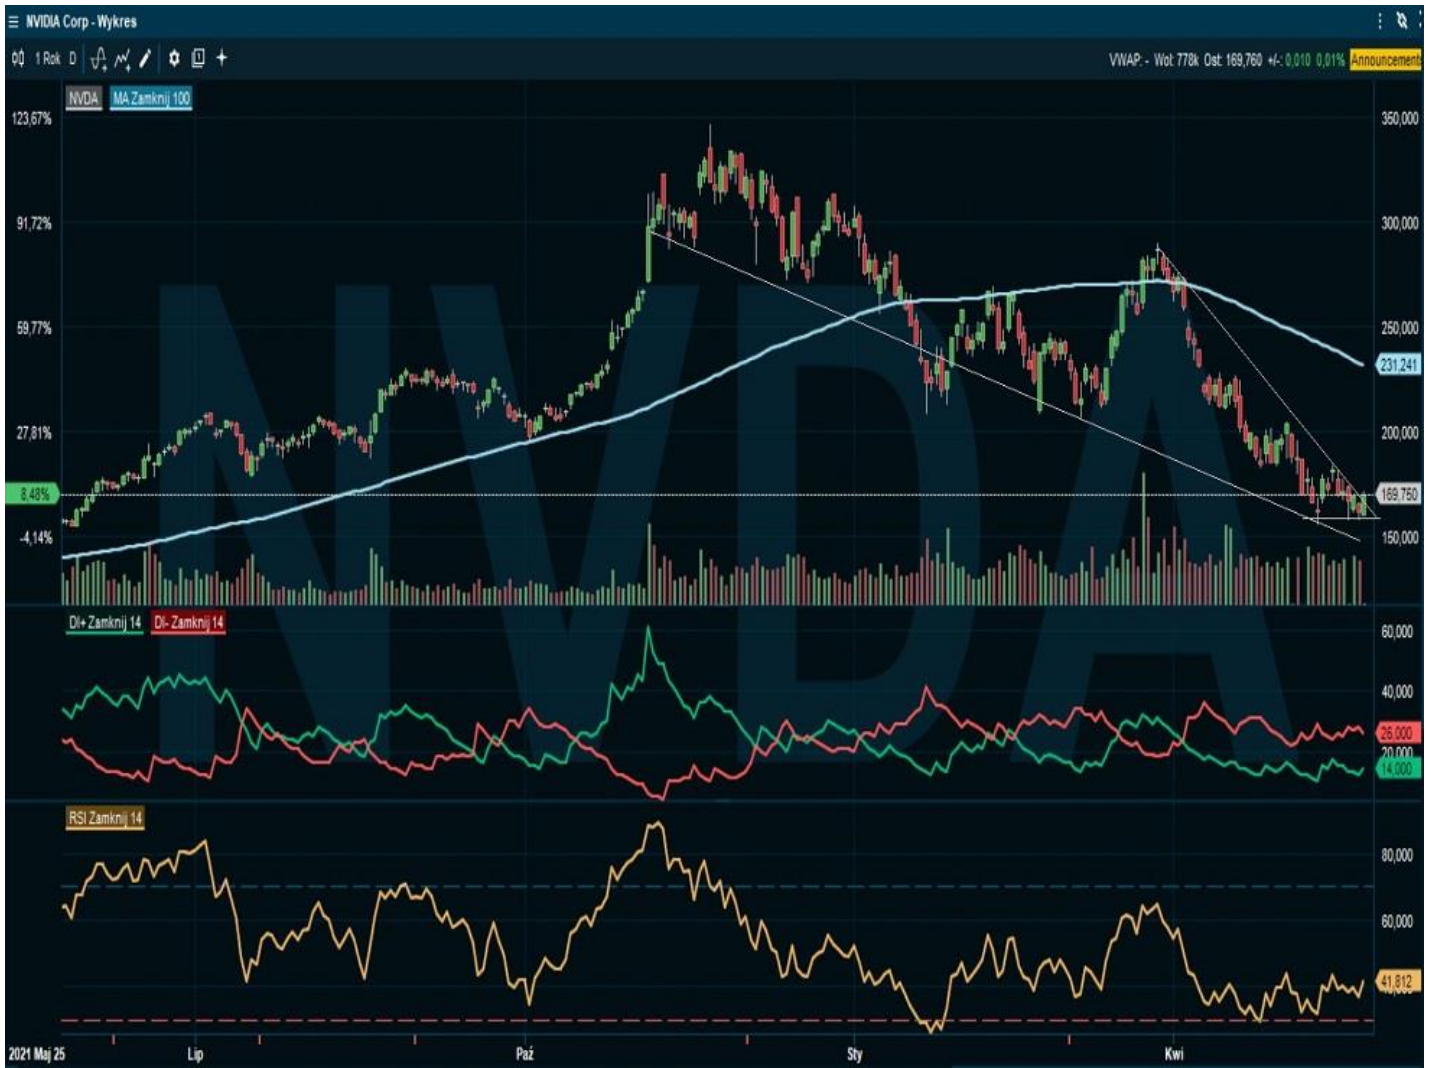 NVIDIA Corp - Wykres
1 Rok D
VWAP: - Wol: 778k Ost: 169,760 +/-: 0,010 0,01% Announcements
NVDA MA Zamknij 100
123,67% 350,000
91,72% 300,000
59,77% 250,000
231.241
27,81% 200,000
8,48% 169.750
-4,14% 150,000
NVDA
DI+ Zamknij 14 DI- Zamknij 14
60,000
40,000
26.000
20,000
14,000
RSI Zamknij 14
80,000
60,000
41,812
2021 Maj 25 Lip Paź Sty Kwi